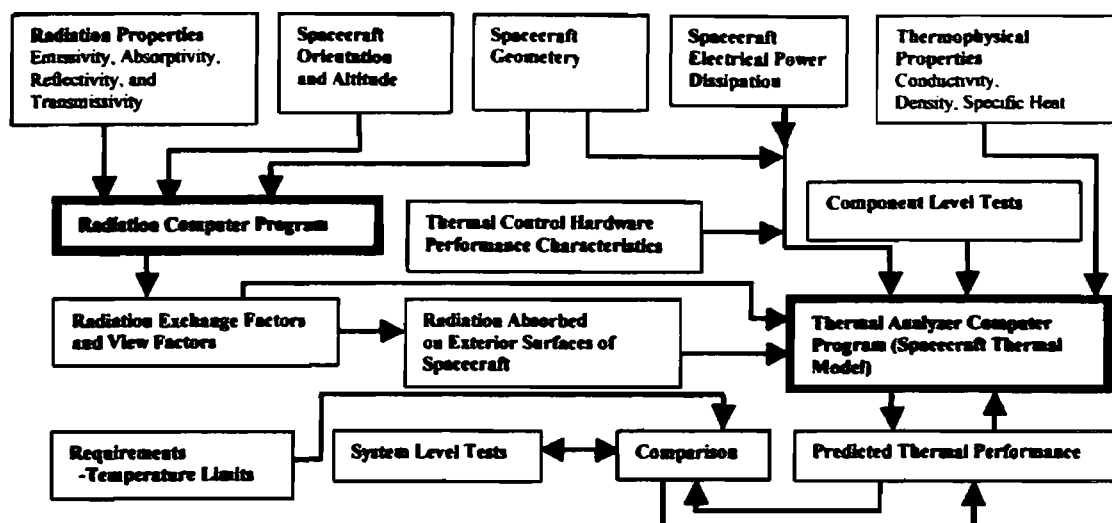 Radiation Properties
Emissivity, Absorptivity,
Reflectivity, and
Transmissivity
Spacecraft
Orientation
and Altitude
Spacecraft
Geometery
Spacecraft
Electrical Power
Dissipation
Thermophysical
Properties
Conductivity,
Density, Specific Heat
Radiation Computer Program
Thermal Control Hardware
Performance Characteristics
Component Level Tests
Radiation Exchange Factors
and View Factors
Radiation Absorbed
on Exterior Surfaces of
Spacecraft
Thermal Analyzer Computer
Program (Spacecraft Thermal
Model)
Requirements
-Temperature Limits
System Level Tests
Comparison
Predicted Thermal Performance